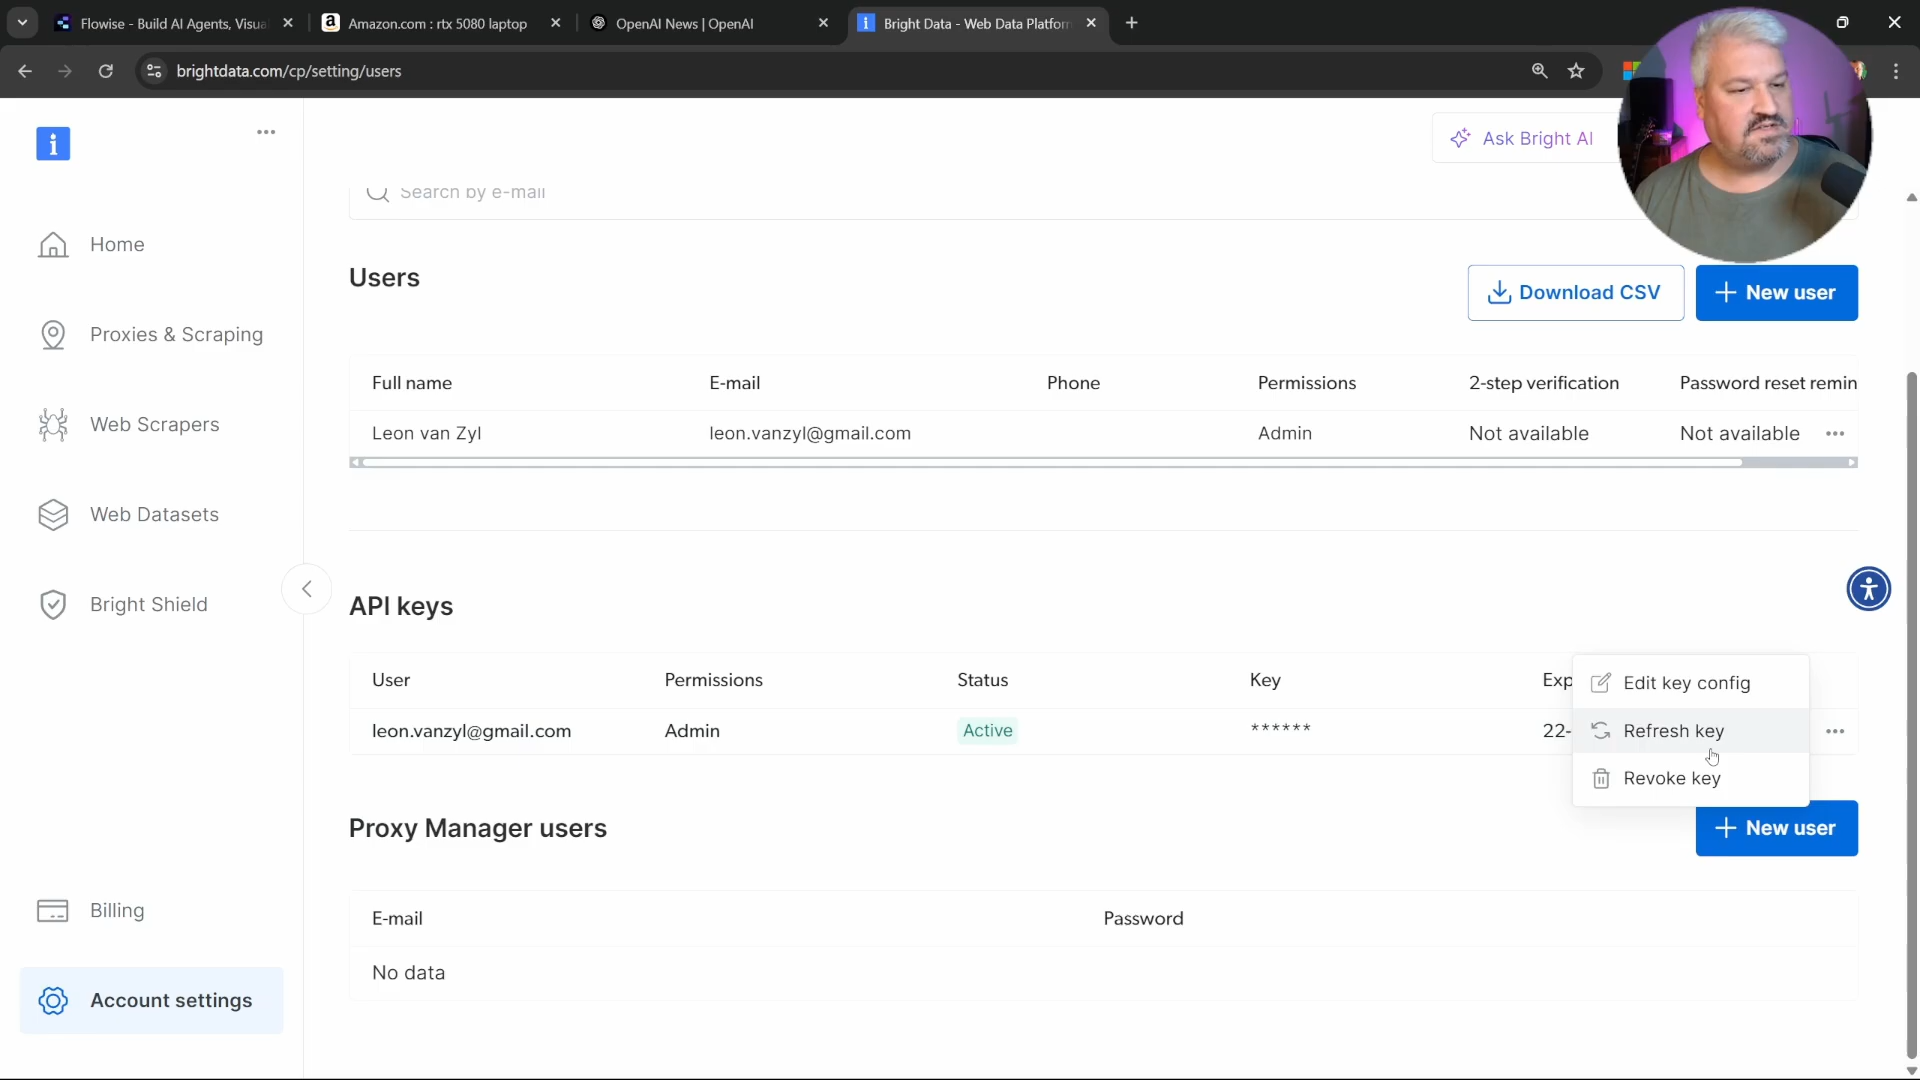 Flowise - Build AI Agents, Visua
Amazon.com : rtx 5080 laptop
OpenAI News | OpenAI
Bright Data - Web Data Platform
brightdata.com/cp/setting/users
Ask Bright AI
Search by e-mail
Home
Proxies & Scraping
Web Scrapers
Web Datasets
Bright Shield
Billing
Account settings
Users
Download CSV
New user
Full name E-mail Phone Permissions 2-step verification Password reset remin
Leon van Zyl leon.vanzyl@gmail.com Admin Not available Not available
API keys
User Permissions Status Key Exp
leon.vanzyl@gmail.com Admin Active ****** 22-
Edit key config
Refresh key
Revoke key
Proxy Manager users
New user
E-mail Password
No data